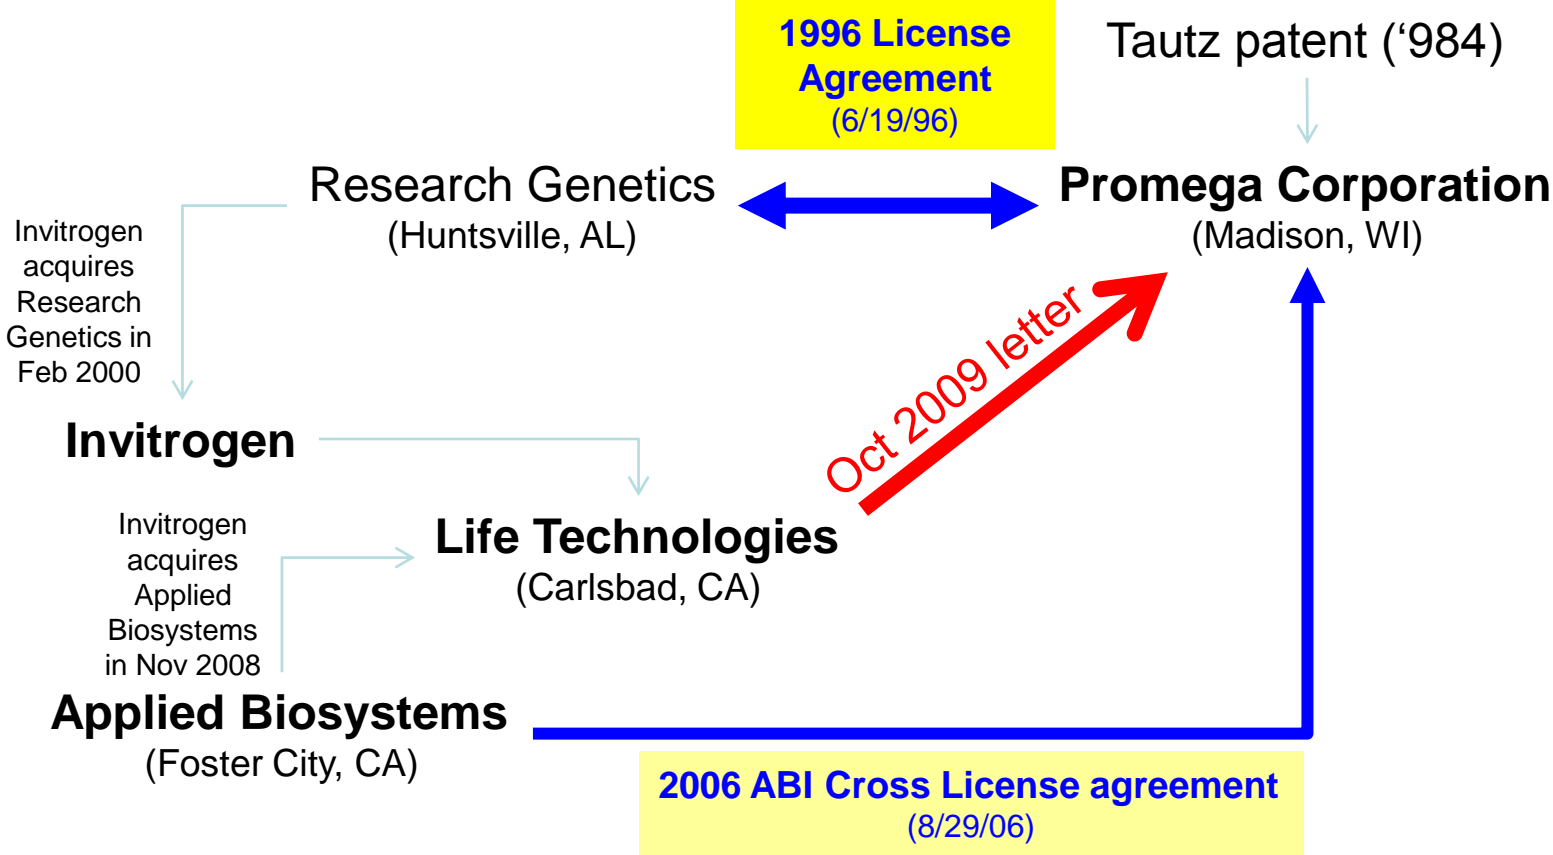 1996 License
Agreement
(6/19/96)
Tautz patent (‘984)
Research Genetics
(Huntsville, AL)
Promega Corporation
(Madison, WI)
Invitrogen
acquires
Research
Genetics in
Feb 2000
Oct 2009 letter
Invitrogen
Life Technologies
(Carlsbad, CA)
Invitrogen
acquires
Applied
Biosystems
in Nov 2008
Applied Biosystems
(Foster City, CA)
2006 ABI Cross License agreement
(8/29/06)